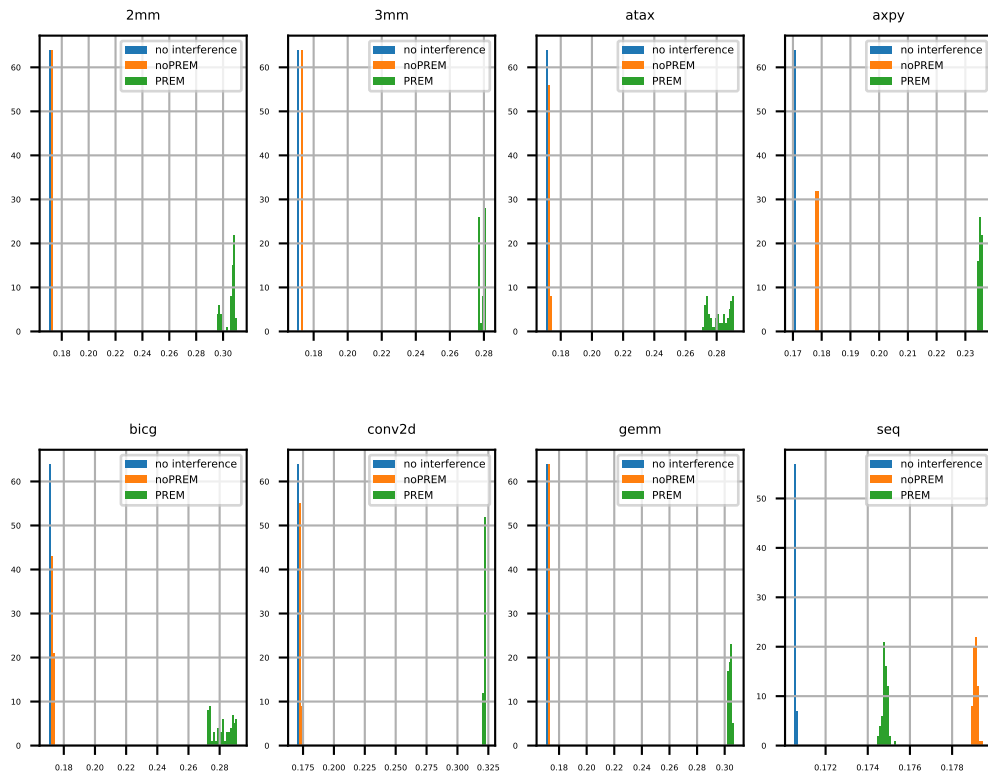 2mm 3mm atax axpy
no interference
noPREM
PREM
no interference
noPREM
PREM
no interference
noPREM
PREM
no interference
noPREM
PREM
60 60 60 60
50 50 50 50
40 40 40 40
30 30 30 30
20 20 20 20
10 10 10 10
0 0 0 0
0.18 0.20 0.22 0.24 0.26 0.28 0.30
0.18 0.20 0.22 0.24 0.26 0.28
0.18 0.20 0.22 0.24 0.26 0.28
0.17 0.18 0.19 0.20 0.21 0.22 0.23
bicg conv2d gemm seq
no interference
noPREM
PREM
no interference
noPREM
PREM
no interference
noPREM
PREM
no interference
noPREM
PREM
60 60 60
50 50 50 50
40 40 40 40
30 30 30 30
20 20 20 20
10 10 10 10
0 0 0 0
0.18 0.20 0.22 0.24 0.26 0.28
0.175 0.200 0.225 0.250 0.275 0.300 0.325
0.18 0.20 0.22 0.24 0.26 0.28 0.30
0.172 0.174 0.176 0.178